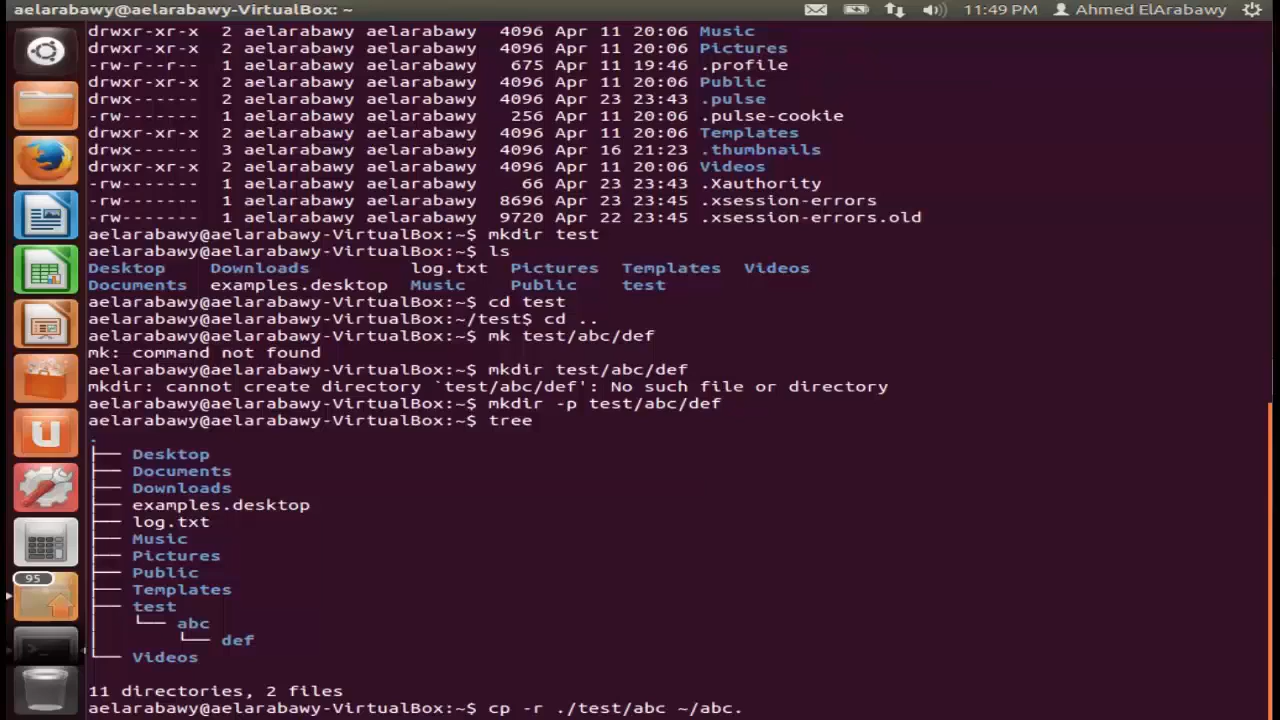 aelarabawy@aelarabawy-VirtualBox: ~ 11:49 PM Ahmed ElArabawy
drwxr-xr-x 2 aelarabawy aelarabawy 4096 Apr 11 20:06 Music
drwxr-xr-x 2 aelarabawy aelarabawy 4096 Apr 11 20:06 Pictures
-rw-r--r-- 1 aelarabawy aelarabawy 675 Apr 11 19:46 .profile
drwxr-xr-x 2 aelarabawy aelarabawy 4096 Apr 11 20:06 Public
drwx------ 2 aelarabawy aelarabawy 4096 Apr 23 23:43 .pulse
-rw------- 1 aelarabawy aelarabawy 256 Apr 11 20:06 .pulse-cookie
drwxr-xr-x 2 aelarabawy aelarabawy 4096 Apr 11 20:06 Templates
drwx------ 3 aelarabawy aelarabawy 4096 Apr 16 21:23 .thumbnails
drwxr-xr-x 2 aelarabawy aelarabawy 4096 Apr 11 20:06 Videos
-rw------- 1 aelarabawy aelarabawy 66 Apr 23 23:43 .Xauthority
-rw------- 1 aelarabawy aelarabawy 8696 Apr 23 23:45 .xsession-errors
-rw------- 1 aelarabawy aelarabawy 9720 Apr 22 23:45 .xsession-errors.old
aelarabawy@aelarabawy-VirtualBox:~$ mkdir test
aelarabawy@aelarabawy-VirtualBox:~$ ls
Desktop Downloads log.txt Pictures Templates Videos
Documents examples.desktop Music Public test
aelarabawy@aelarabawy-VirtualBox:~$ cd test
aelarabawy@aelarabawy-VirtualBox:~/test$ cd ..
aelarabawy@aelarabawy-VirtualBox:~$ mk test/abc/def
mk: command not found
aelarabawy@aelarabawy-VirtualBox:~$ mkdir test/abc/def
mkdir: cannot create directory `test/abc/def': No such file or directory
aelarabawy@aelarabawy-VirtualBox:~$ mkdir -p test/abc/def
aelarabawy@aelarabawy-VirtualBox:~$ tree
.
├── Desktop
├── Documents
├── Downloads
├── examples.desktop
├── log.txt
├── Music
├── Pictures
├── Public
├── Templates
├── test
│   └── abc
│       └── def
└── Videos
95
11 directories, 2 files
aelarabawy@aelarabawy-VirtualBox:~$ cp -r ./test/abc ~/abc.